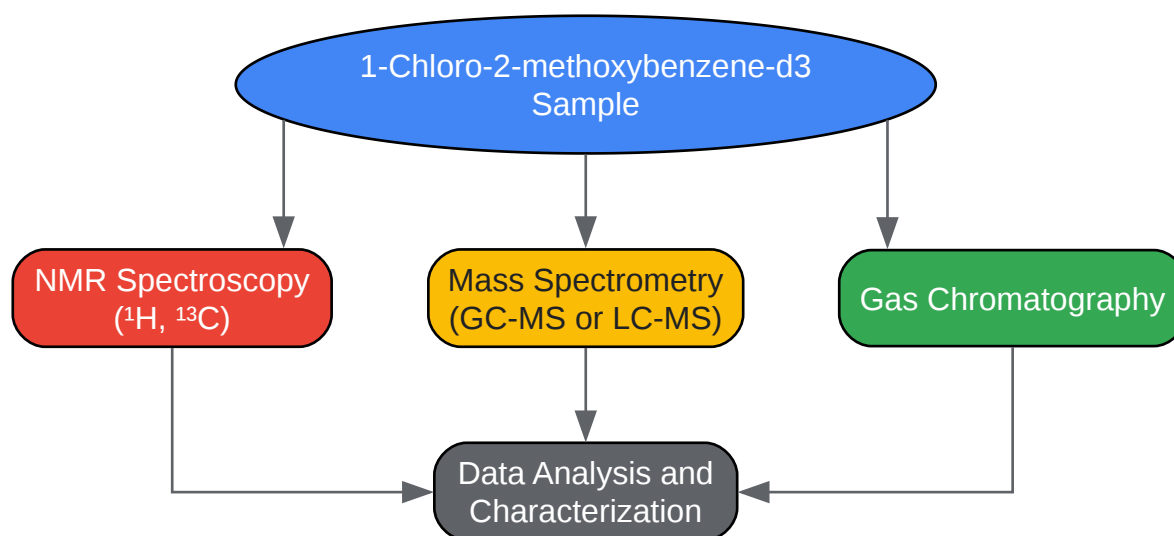 1-Chloro-2-methoxybenzene-d3
Sample
NMR Spectroscopy
(¹H, ¹³C)
Mass Spectrometry
(GC-MS or LC-MS)
Gas Chromatography
Data Analysis and
Characterization